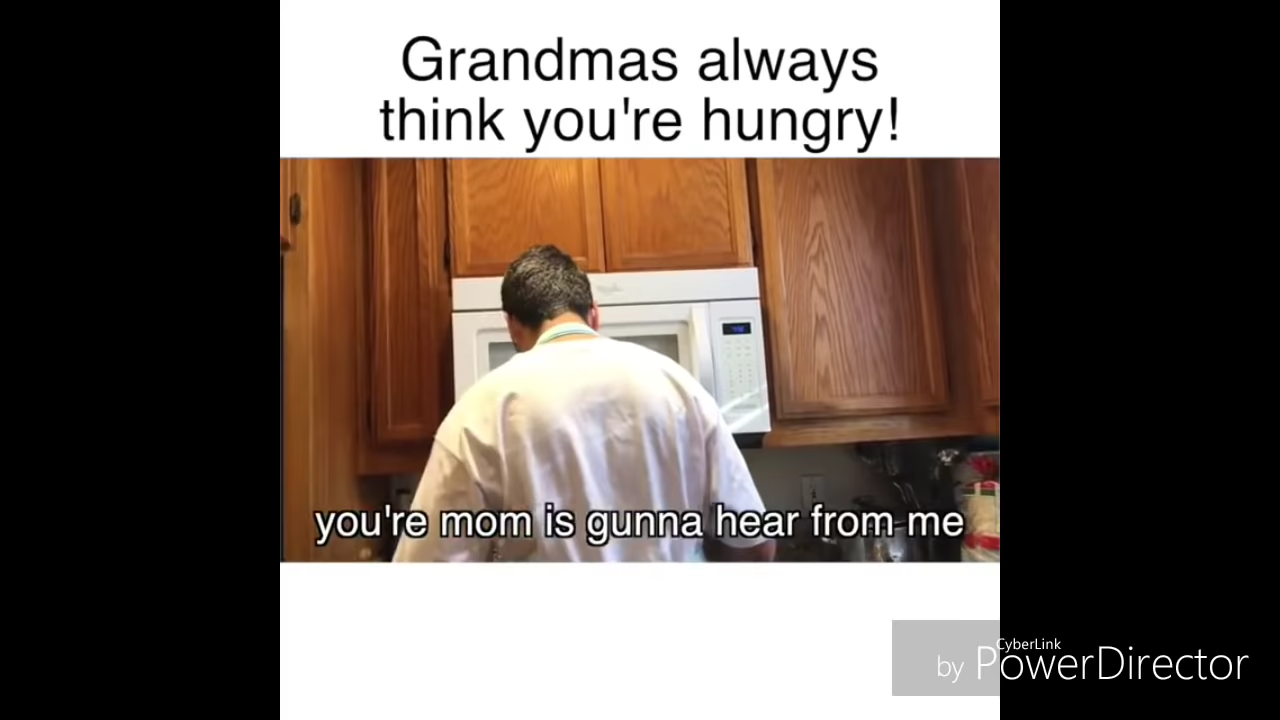 Grandmas always
think you're hungry!
you're mom is gunna hear from me
CyberLink
by PowerDirector